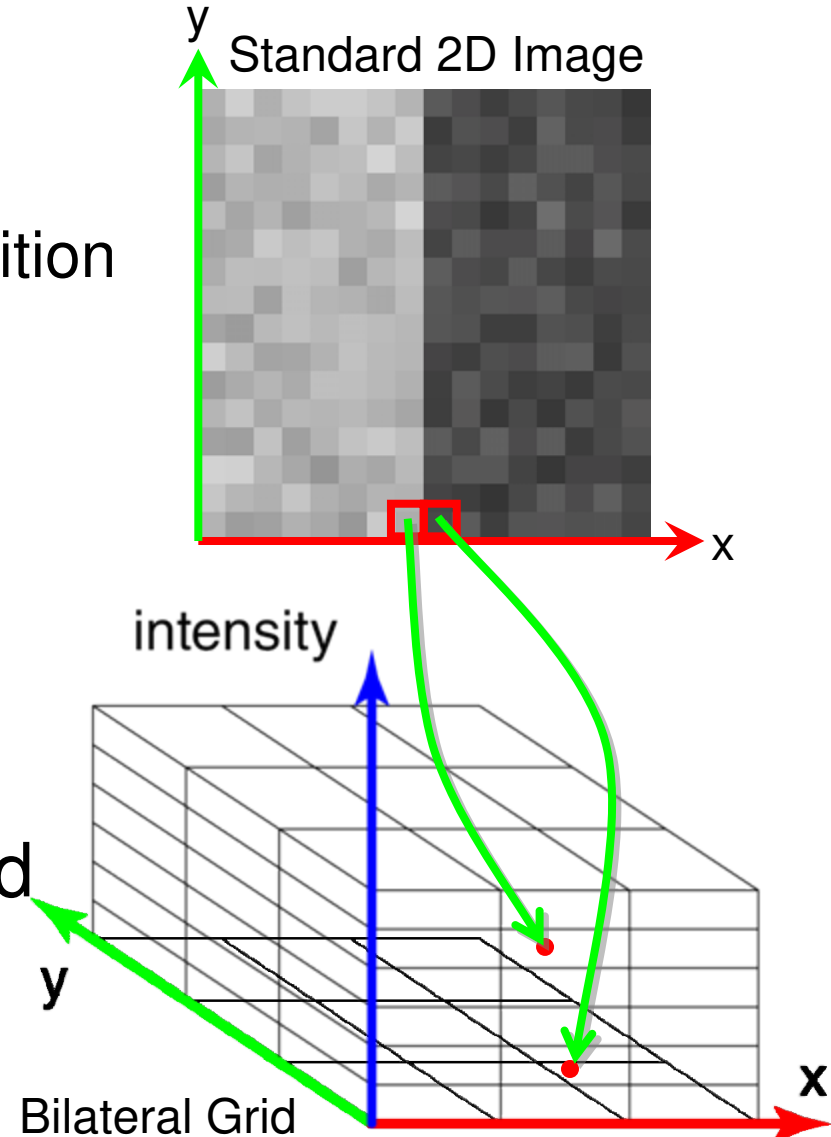 y
Standard 2D Image
ition
x
intensity
d
y
x
Bilateral Grid